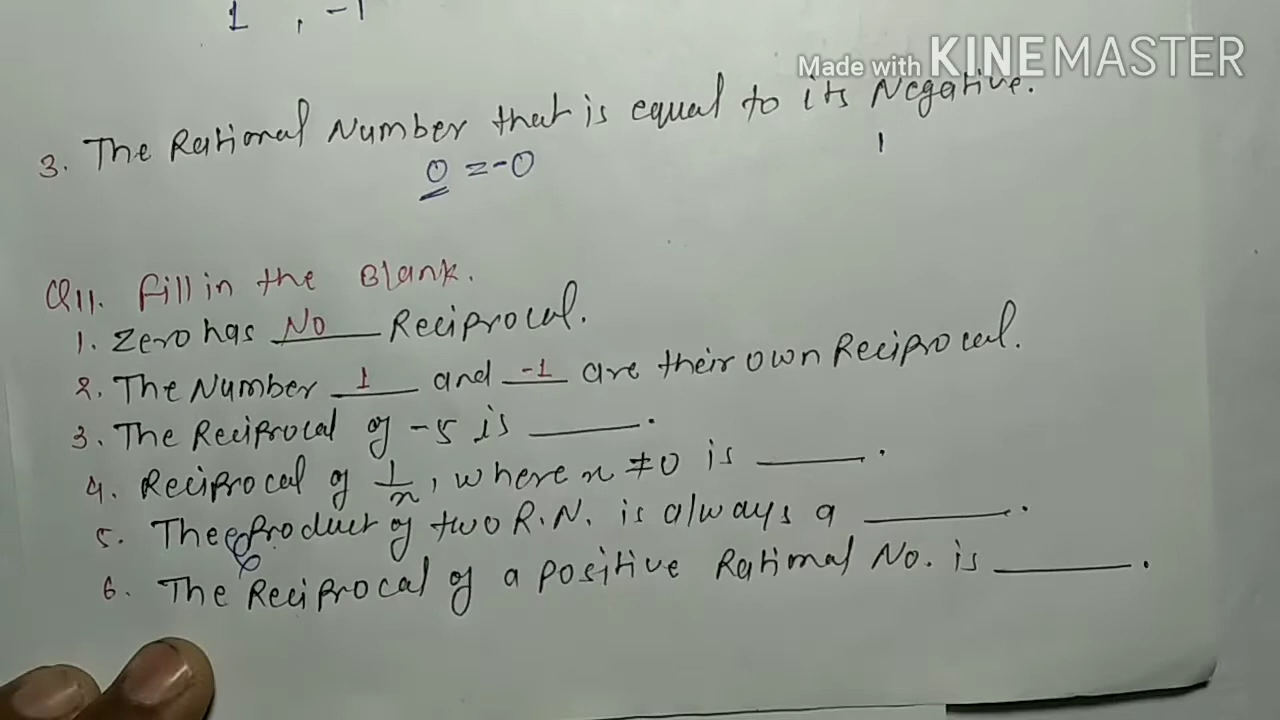 1 , -1
Made with KINEMASTER
3. The Rational Number that is equal to its Negative.
0 = -0
Q11. Fill in the Blank.
1. Zero has No Reciprocal.
2. The Number 1 and -1 are their own Reciprocal.
3. The Reciprocal of -5 is ______.
4. Reciprocal of 1/x, where x ≠ 0 is ______.
5. The Product of two R.N. is always a ______.
6. The Reciprocal of a positive Rational No. is ______.